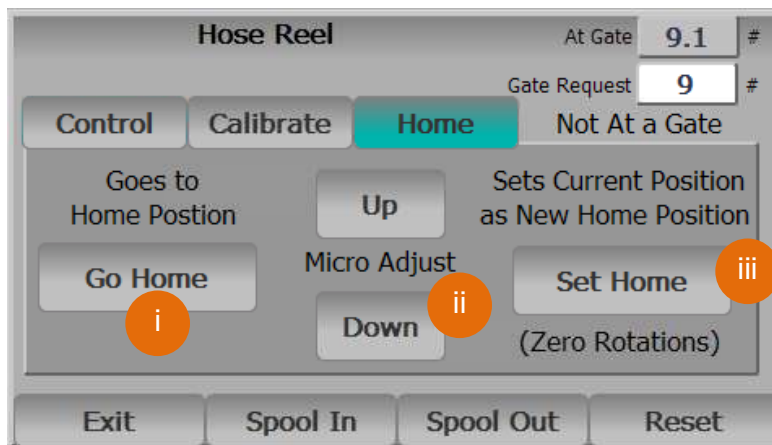 Hose Reel
At Gate 9.1 #
Gate Request 9 #
Control Calibrate Home Not At a Gate
Goes to
Home Postion
Go Home
i
Up
Micro Adjust
Down
ii
Sets Current Position
as New Home Position
Set Home
iii
(Zero Rotations)
Exit Spool In Spool Out Reset